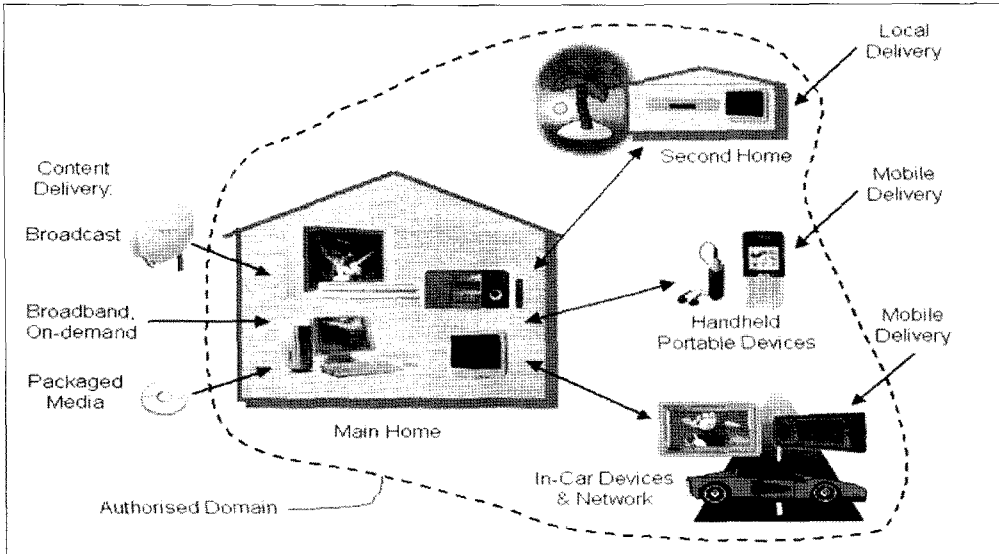 Local
Delivery
Second Home
Content
Delivery:
Broadcast
Mobile
Delivery
Broadband,
On-demand
Handheld
Portable Devices
Mobile
Delivery
Packaged
Media
Main Home
In-Car Devices
& Network
Authorised Domain